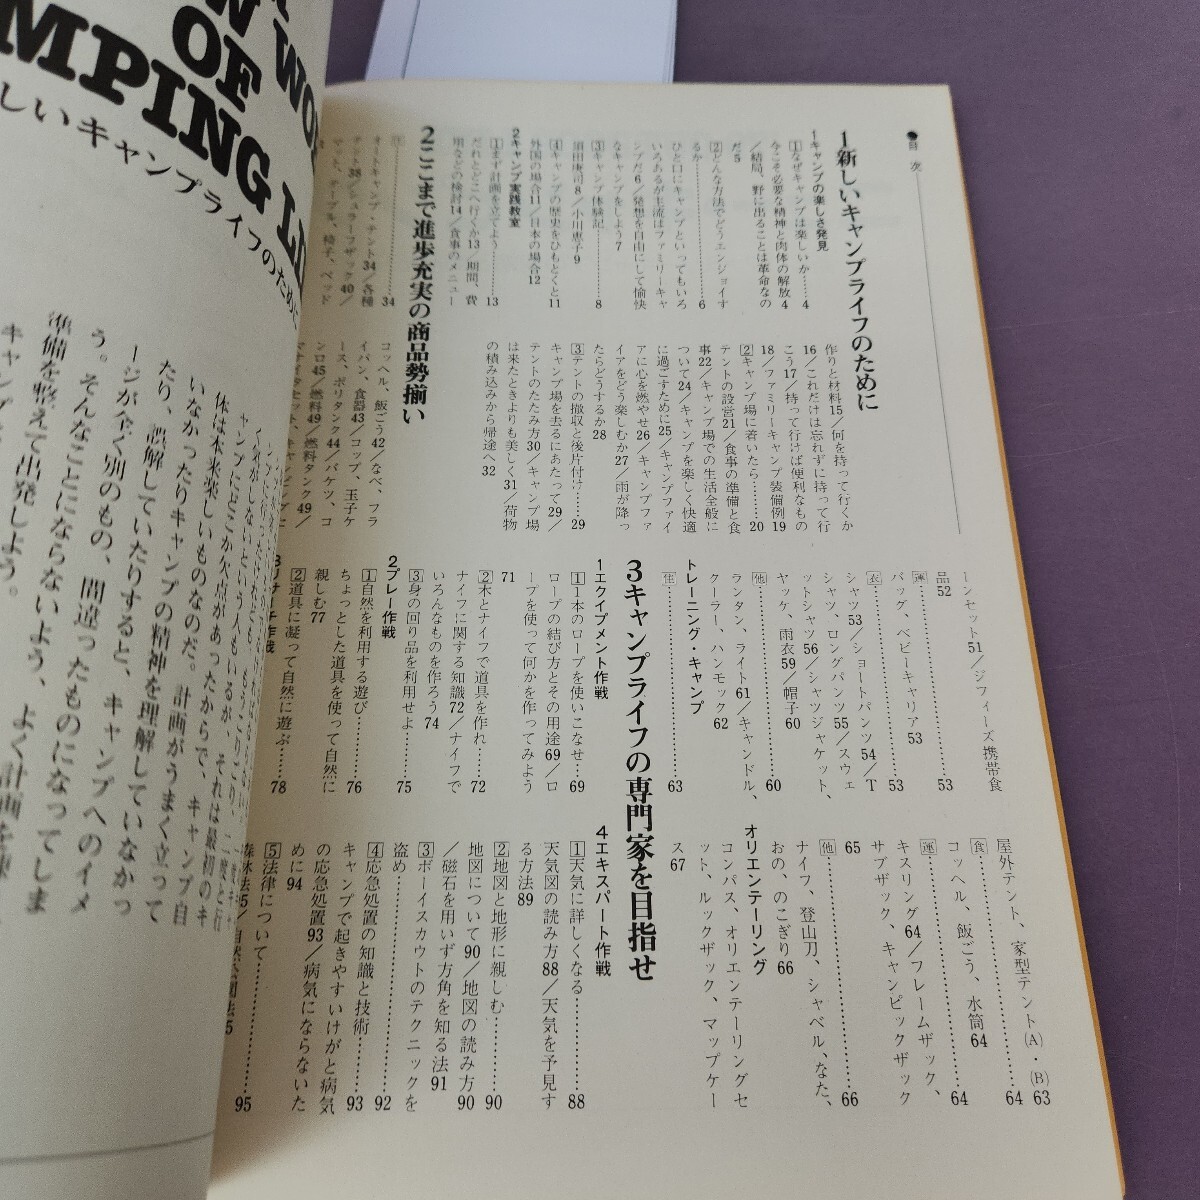 ●目 次
1新しいキャンプライフのために
1キャンプの楽しさ発見
1なぜキャンプは楽しいか……4
今こそ必要な精神と肉体の解放4
/結局、野に出ることは革命なの
だ5
2どんな方法でどうエンジョイす
るか……6
ひと口にキャンプといってもいろ
いろあるが主流はファミリーキャ
ンプだ6/発想を自由にして愉快
なキャンプをしよう7
3キャンプ体験記……8
須田庚司8/小川恵子9
4キャンプの歴史をひもとくと11
外国の場合11/日本の場合12
2キャンプ実践教室
1まず計画を立てよう……13
だれとどこへ行くか13/期間、費
用などの検討14/食事のメニュー
作りと材料15/何を持って行くか
16/これだけは忘れずに持って行
こう17/持って行けば便利なもの
18/ファミリーキャンプ装備例19
2キャンプ場に着いたら……20
テントの設営21/食事の準備と食
事22/キャンプ場での生活全般に
ついて24/キャンプを楽しく快適
に過ごすために25/キャンプファイ
アに心を燃やせ26/キャンプファ
イアをどう楽しむか27/雨が降っ
たらどうするか28
3テントの撤収と後片付け……29
キャンプ場を去るにあたって29/
テントのたたみ方30/キャンプ場
は来たときよりも美しく31/荷物
の積み込みから帰途へ32
2ここまで進歩充実の商品勢揃い
住……34
オートキャンプ・テント34/各種
テント38/シュラーフザック40/
マット、テーブル、椅子、ベッド
コッヘル、飯ごう42/なべ、フラ
イパン、食器43/コップ、玉子ケ
ース、ポリタンク44/バケツ、コ
ンロ45/燃料49/燃料タンク49/
マナイタセット、キャンピングセ
ーンセット51/ジフィーズ携帯食
品52
運……53
バッグ、ベビーキャリア53
衣……53
シャツ53/ショートパンツ54/T
シャツ、ロングパンツ55/スウェ
ットシャツ56/シャツジャケット、
ヤッケ、雨衣59/帽子60
他……60
ランタン、ライト61/キャンドル、
クーラー、ハンモック62
トレーニング・キャンプ
住……63
屋外テント、家型テント(A)・(B)63
……64
食
コッヘル、飯ごう、水筒64
運……64
キスリング64/フレームザック、
サブザック、キャンピックザック
65
他……66
ナイフ、登山刀、シャベル、なた、
おの、のこぎり66
オリエンテーリング
コンパス、オリエンテーリングセ
ット、ルックザック、マップケー
ス67
3キャンプライフの専門家を目指せ
1エクイプメント作戦
11本のロープを使いこなせ…69
ロープの結び方とその用途69/ロ
ープを使って何かを作ってみよう
71
2木とナイフで道具を作れ…72
ナイフに関する知識72/ナイフで
いろんなものを作ろう74
3身の回り品を利用せよ……75
2プレー作戦
1自然を利用する遊び……76
ちょっとした道具を使って自然に
親しむ77
2道具に凝って自然に遊ぶ……78
3リサーチ作戦
4エキスパート作戦
1天気に詳しくなる……88
天気図の読み方88/天気を予見す
る方法89
2地図と地形に親しむ……90
地図について90/地図の読み方90
/磁石を用いず方角を知る法91
3ボーイスカウトのテクニックを
盗め……92
4応急処置の知識と技術……93
キャンプで起きやすいけがと病気
の応急処置93/病気にならないた
めに94
5法律について……95
森林法95/自然公園法95
WOR
OF
MPING LI
しいキャンプライフのために
体は本来楽しいものなのだ。計画がうまく立って
いなかったりキャンプの精神を理解していなかっ
たり、誤解していたりすると、キャンプへのイメ
ージが全く別のもの、間違ったものになってしま
う。そんなことにならないよう、よく計画を練
準備を整えて出発しよう。